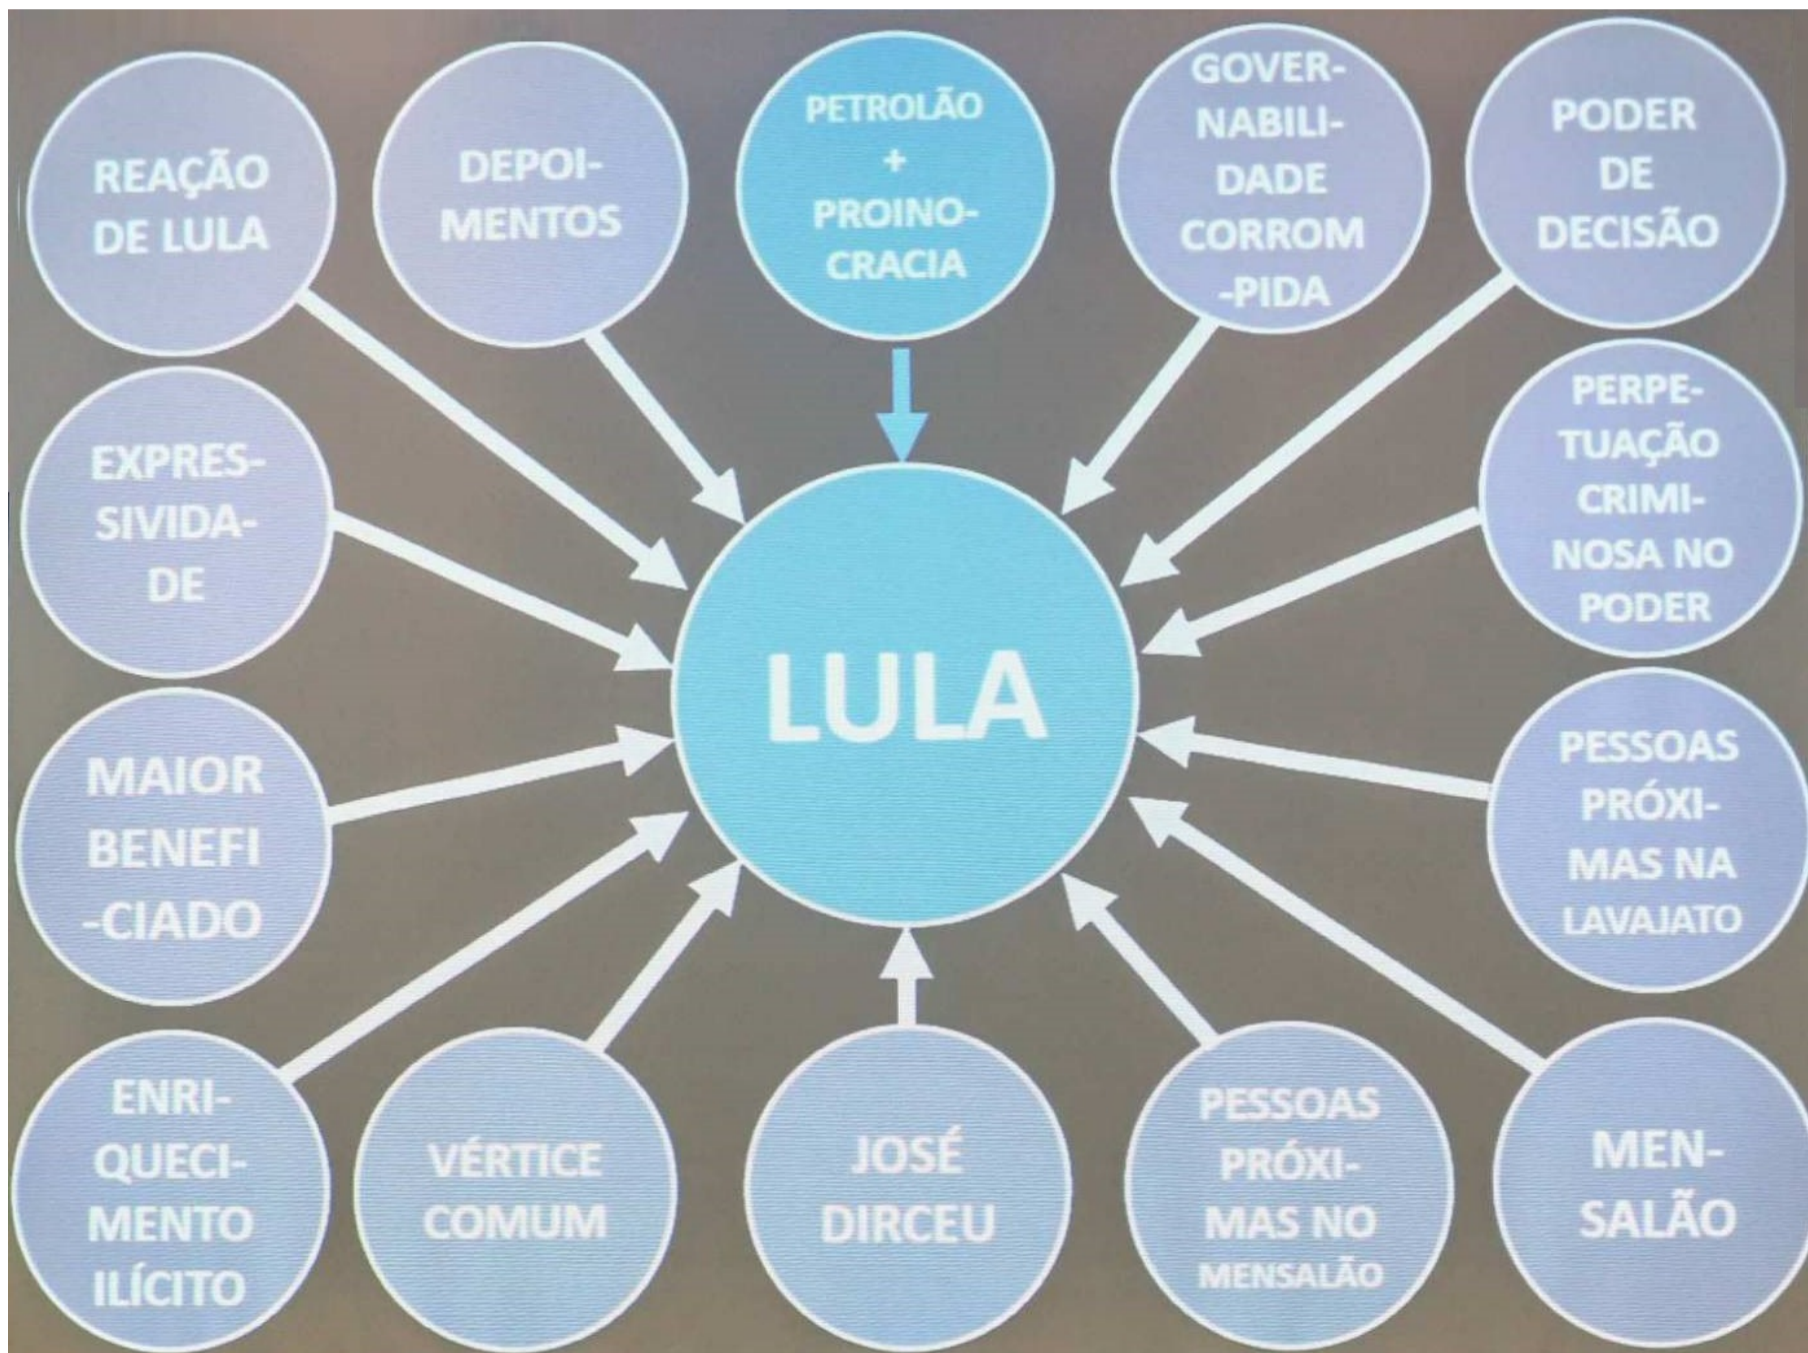 REAÇÃO
DE LULA
DEPOI-
MENTOS
PETROLÃO
+
PROINO-
CRACIA
GOVER-
NABILI-
DADE
CORROM
-PIDA
PODER
DE
DECISÃO
EXPRES-
SIVIDA-
DE
PERPE-
TUAÇÃO
CRIMI-
NOSA NO
PODER
LULA
MAIOR
BENEFI
-CIADO
PESSOAS
PRÓXI-
MAS NA
LAVAJATO
ENRI-
QUECI-
MENTO
ILÍCITO
VÉRTICE
COMUM
JOSÉ
DIRCEU
PESSOAS
PRÓXI-
MAS NO
MENSALÃO
MEN-
SALÃO